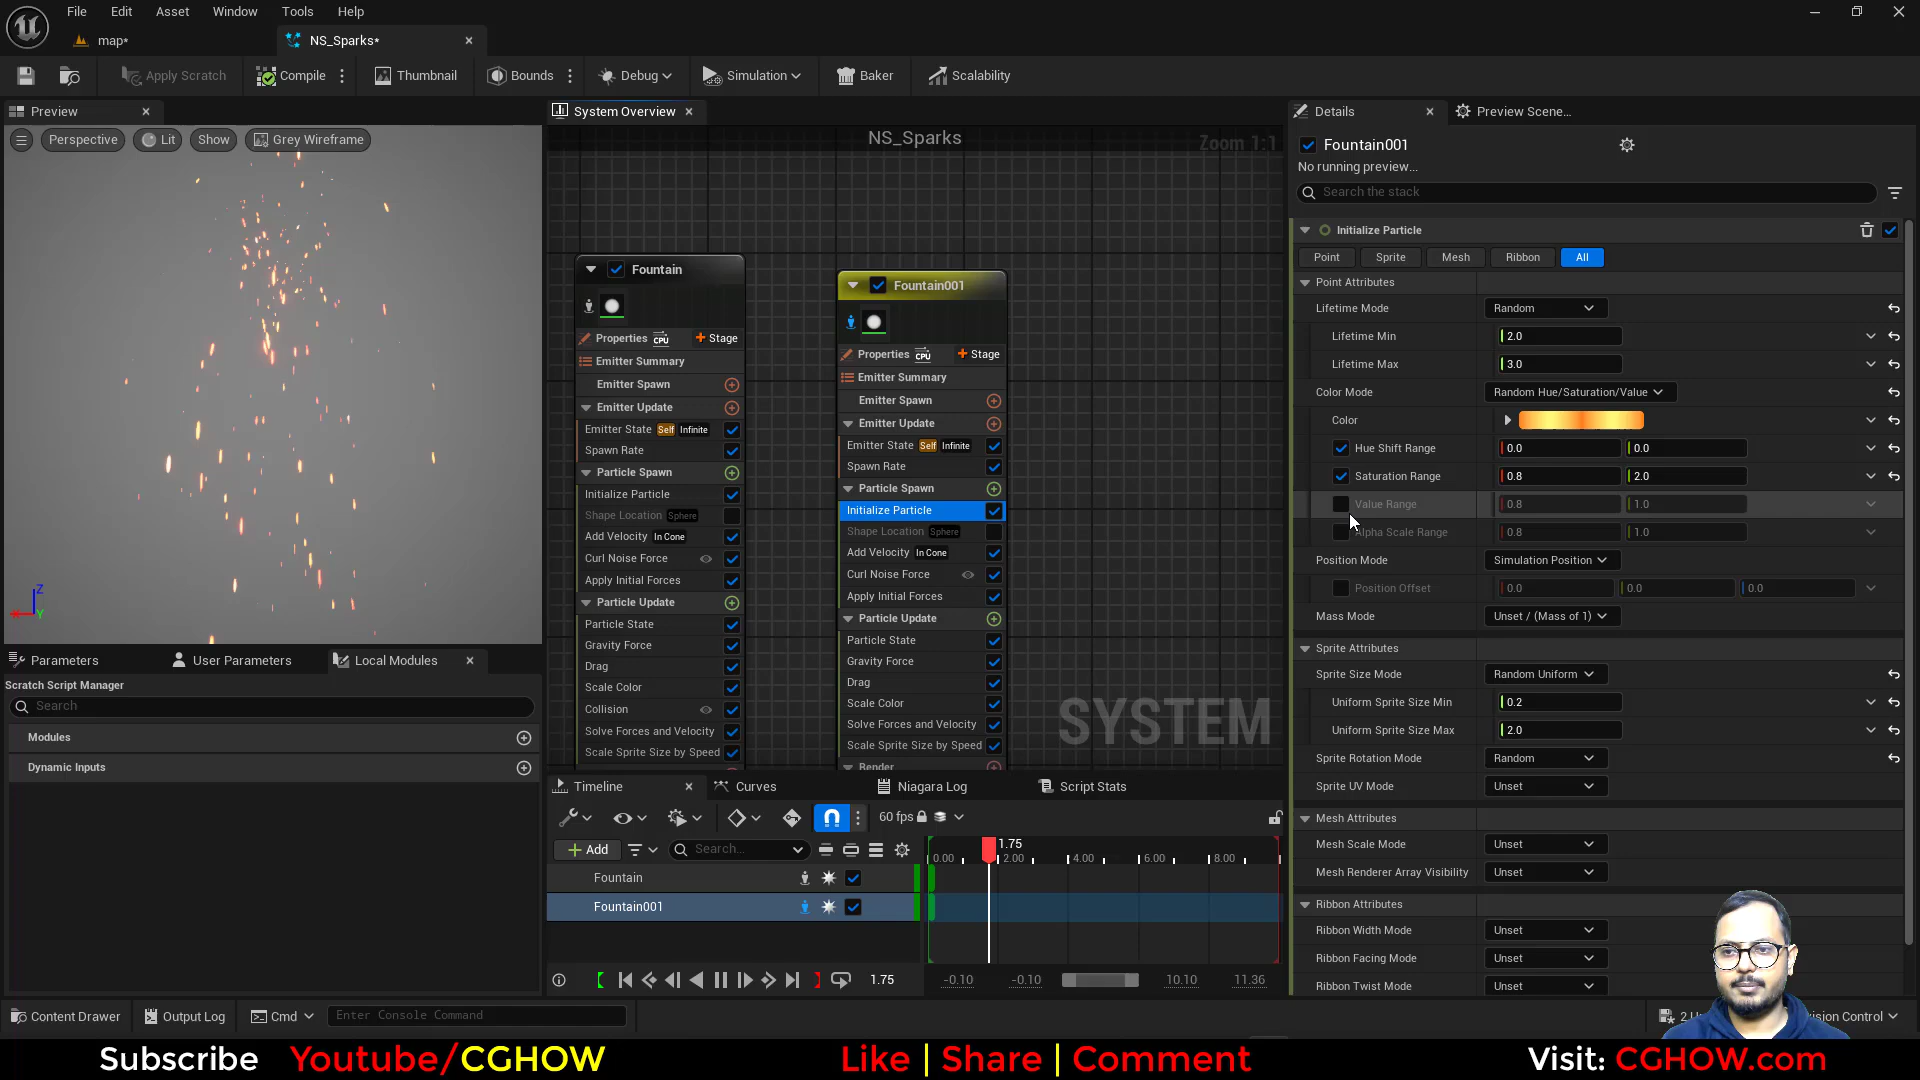 File Edit Asset Window Tools Help
map* NS_Sparks*
Apply Scratch Compile Thumbnail Bounds Debug Simulation Baker Scalability
Preview
Perspective Lit Show Grey Wireframe
Z
Y
X
System Overview
NS_Sparks
Zoom 1:1
Fountain
Properties CPU Stage
Emitter Summary
Emitter Spawn
Emitter Update
Emitter State Self Infinite
Spawn Rate
Particle Spawn
Initialize Particle
Shape Location Sphere
Add Velocity In Cone
Curl Noise Force
Apply Initial Forces
Particle Update
Particle State
Gravity Force
Drag
Scale Color
Collision
Solve Forces and Velocity
Scale Sprite Size by Speed
Fountain001
Properties CPU Stage
Emitter Summary
Emitter Spawn
Emitter Update
Emitter State Self Infinite
Spawn Rate
Particle Spawn
Initialize Particle
Shape Location Sphere
Add Velocity In Cone
Curl Noise Force
Apply Initial Forces
Particle Update
Particle State
Gravity Force
Drag
Scale Color
Solve Forces and Velocity
Scale Sprite Size by Speed
Render
SYSTEM
Details Preview Scene...
Fountain001
No running preview...
Search the stack
Initialize Particle
Point Sprite Mesh Ribbon All
Point Attributes
Lifetime Mode Random
Lifetime Min 2.0
Lifetime Max 3.0
Color Mode Random Hue/Saturation/Value
Color
Hue Shift Range 0.0 0.0
Saturation Range 0.8 2.0
Value Range 0.8 1.0
Alpha Scale Range 0.8 1.0
Position Mode Simulation Position
Position Offset 0.0 0.0 0.0
Mass Mode Unset / (Mass of 1)
Sprite Attributes
Sprite Size Mode Random Uniform
Uniform Sprite Size Min 0.2
Uniform Sprite Size Max 2.0
Sprite Rotation Mode Random
Sprite UV Mode Unset
Mesh Attributes
Mesh Scale Mode Unset
Mesh Renderer Array Visibility Unset
Ribbon Attributes
Ribbon Width Mode Unset
Ribbon Facing Mode Unset
Ribbon Twist Mode Unset
Parameters User Parameters Local Modules
Scratch Script Manager
Search
Modules
Dynamic Inputs
Timeline Curves Niagara Log Script Stats
60 fps
Add Search...
1.75
0.00 2.00 4.00 6.00 8.00
Fountain
Fountain001
1.75 -0.10 -0.10 10.10 11.36
Content Drawer Output Log Cmd Enter Console Command
Control
Subscribe Youtube/CGHOW Like | Share | Comment Visit: CGHOW.com